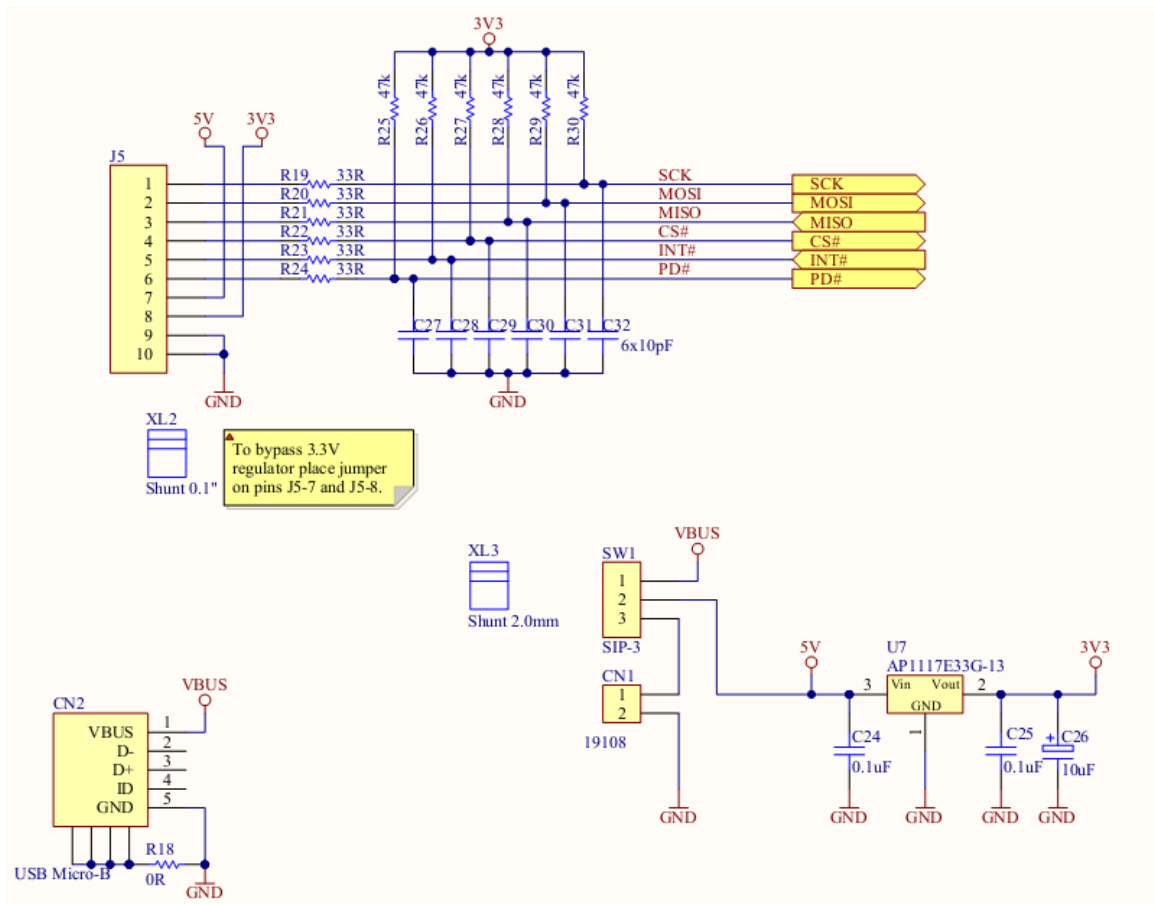 3V3
R25 47k
R26 47k
R27 47k
R28 47k
R29 47k
R30 47k
5V
3V3
J5
1
2
3
4
5
6
7
8
9
10
R19 33R
R20 33R
R21 33R
R22 33R
R23 33R
R24 33R
SCK
MOSI
MISO
CS#
INT#
PD#
SCK
MOSI
MISO
CS#
INT#
PD#
C27
C28
C29
C30
C31
C32
6x10pF
GND
GND
XL2
Shunt 0.1"
To bypass 3.3V
regulator place jumper
on pins J5-7 and J5-8.
XL3
Shunt 2.0mm
VBUS
SW1
1
2
3
SIP-3
CN1
1
2
19108
GND
5V
U7
AP1117E33G-13
3
Vin Vout
2
GND
1
3V3
C24
0.1uF
C25
0.1uF
+ C26
10uF
GND
GND
GND
GND
CN2
VBUS
VBUS 1
D- 2
D+ 3
ID 4
GND 5
USB Micro-B
R18
0R
GND